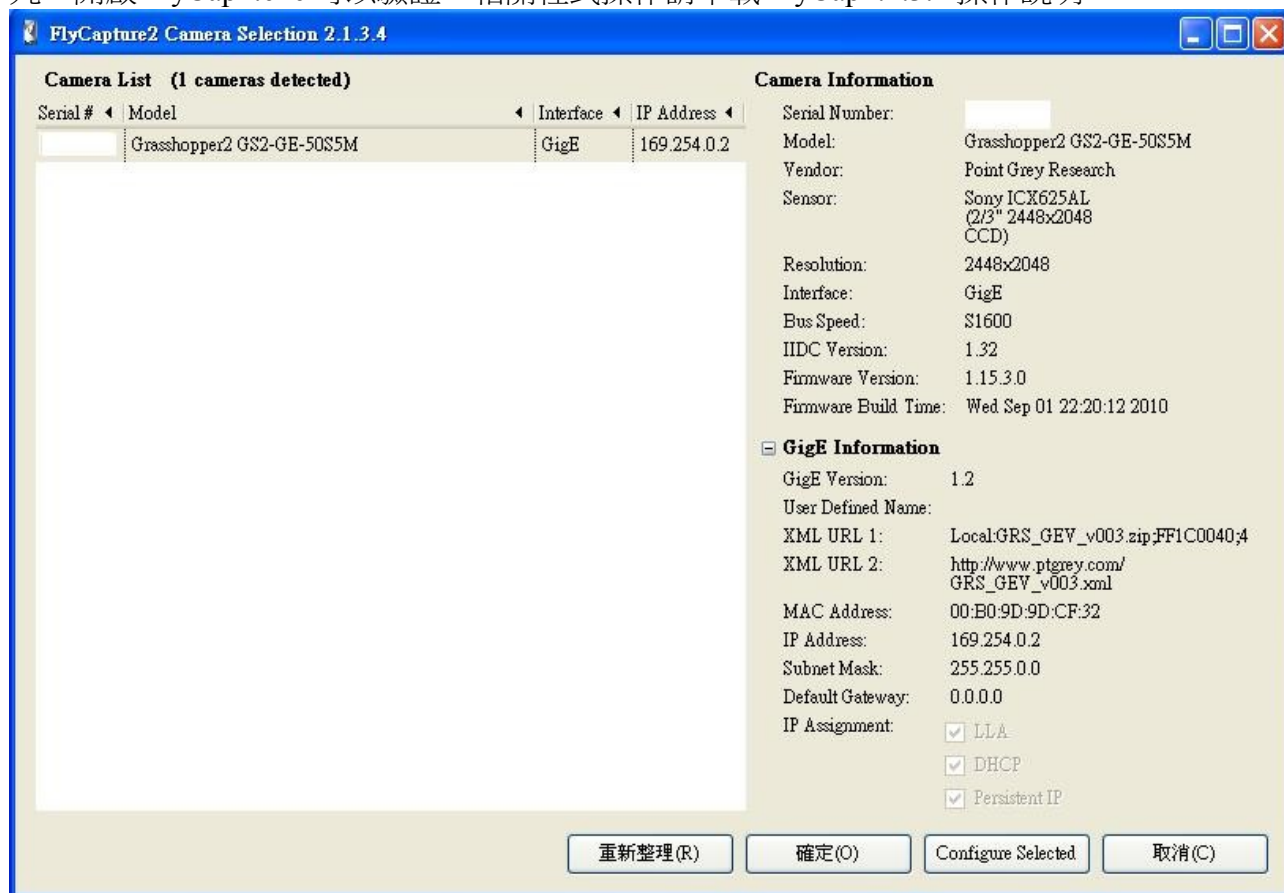 FlyCapture2 Camera Selection 2.1.3.4
Camera List (1 cameras detected)
Serial # Model Interface IP Address
Grasshopper2 GS2-GE-50S5M GigE 169.254.0.2
Camera Information
Serial Number:
Model: Grasshopper2 GS2-GE-50S5M
Vendor: Point Grey Research
Sensor: Sony ICX625AL
(2/3" 2448x2048
CCD)
Resolution: 2448x2048
Interface: GigE
Bus Speed: S1600
IIDC Version: 1.32
Firmware Version: 1.15.3.0
Firmware Build Time: Wed Sep 01 22:20:12 2010
GigE Information
GigE Version: 1.2
User Defined Name:
XML URL 1: Local:GRS_GEV_v003.zip;FF1C0040;4
XML URL 2: http://www.ptgrey.com/
GRS_GEV_v003.xml
MAC Address: 00:B0:9D:9D:CF:32
IP Address: 169.254.0.2
Subnet Mask: 255.255.0.0
Default Gateway: 0.0.0.0
IP Assignment: LLA
DHCP
Persistent IP
重新整理(R) 確定(O) Configure Selected 取消(C)